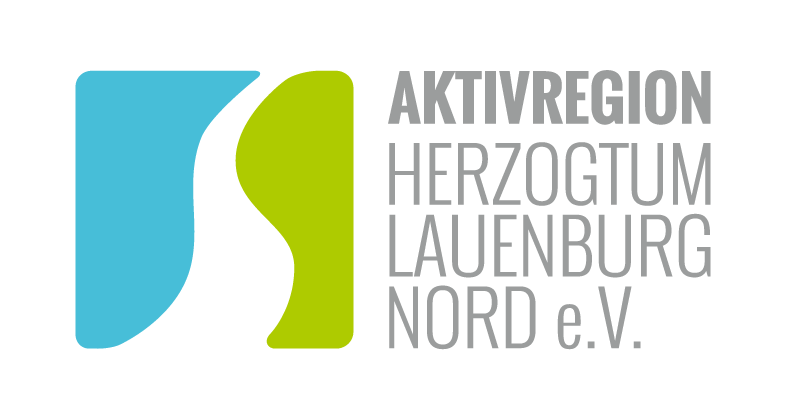 AKTIVREGION
HERZOGTUM
LAUENBURG
NORD e.V.